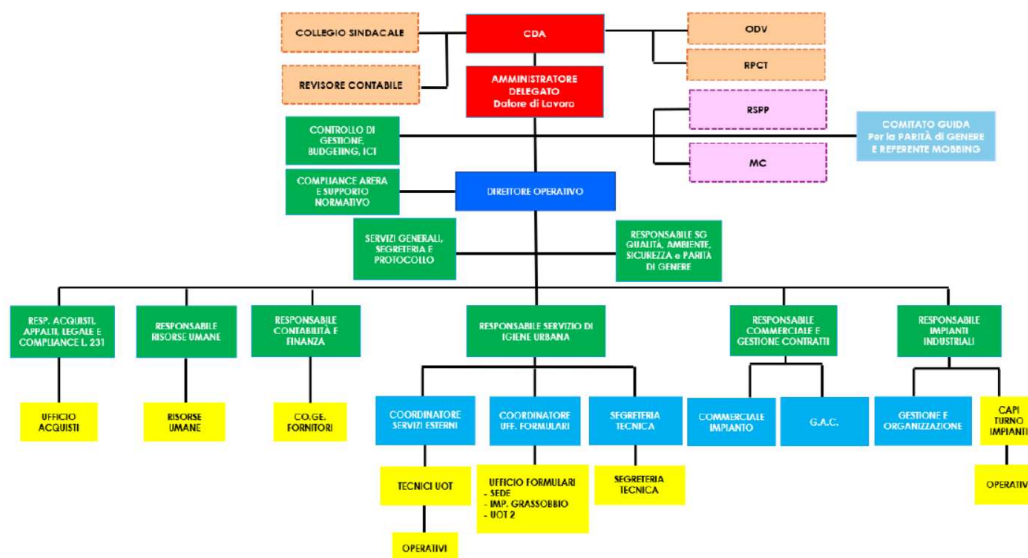 COLLEGIO SINDACALE
CDA
ODV
REVISORE CONTABILE
AMMINISTRATORE
DELEGATO
Datore di Lavoro
RPCT
RSPP
CONTROLLO DI
GESTIONE,
BUDGETING, ICT
COMITATO GUIDA
Per la PARITÀ di GENERE
E REFERENTE MOBBING
MC
COMPLIANCE ARERA
E SUPPORTO
NORMATIVO
DIRETTORE OPERATIVO
SERVIZI GENERALI,
SEGRETERIA E
PROTOCOLLO
RESPONSABILE SG
QUALITÀ, AMBIENTE,
SICUREZZA e PARITÀ
DI GENERE
RESP. ACQUISTI,
APPALTI, LEGALE E
COMPLIANCE L. 231
RESPONSABILE
RISORSE UMANE
RESPONSABILE
CONTABILITÀ E
FINANZA
RESPONSABILE SERVIZIO DI
IGIENE URBANA
RESPONSABILE
COMMERCIALE E
GESTIONE CONTRATTI
RESPONSABILE
IMPIANTI
INDUSTRIALI
UFFICIO
ACQUISTI
RISORSE
UMANE
CO.GE.
FORNITORI
COORDINATORE
SERVIZI ESTERNI
COORDINATORE
UFF. FORMULARI
SEGRETERIA
TECNICA
COMMERCIALE
IMPIANTO
G.A.C.
GESTIONE E
ORGANIZZAZIONE
CAPI
TURNO
IMPIANTI
TECNICI UOT
UFFICIO FORMULARI
- SEDE
- IMP. GRASSOBBIO
- UOT 2
SEGRETERIA
TECNICA
OPERATIVI
OPERATIVI